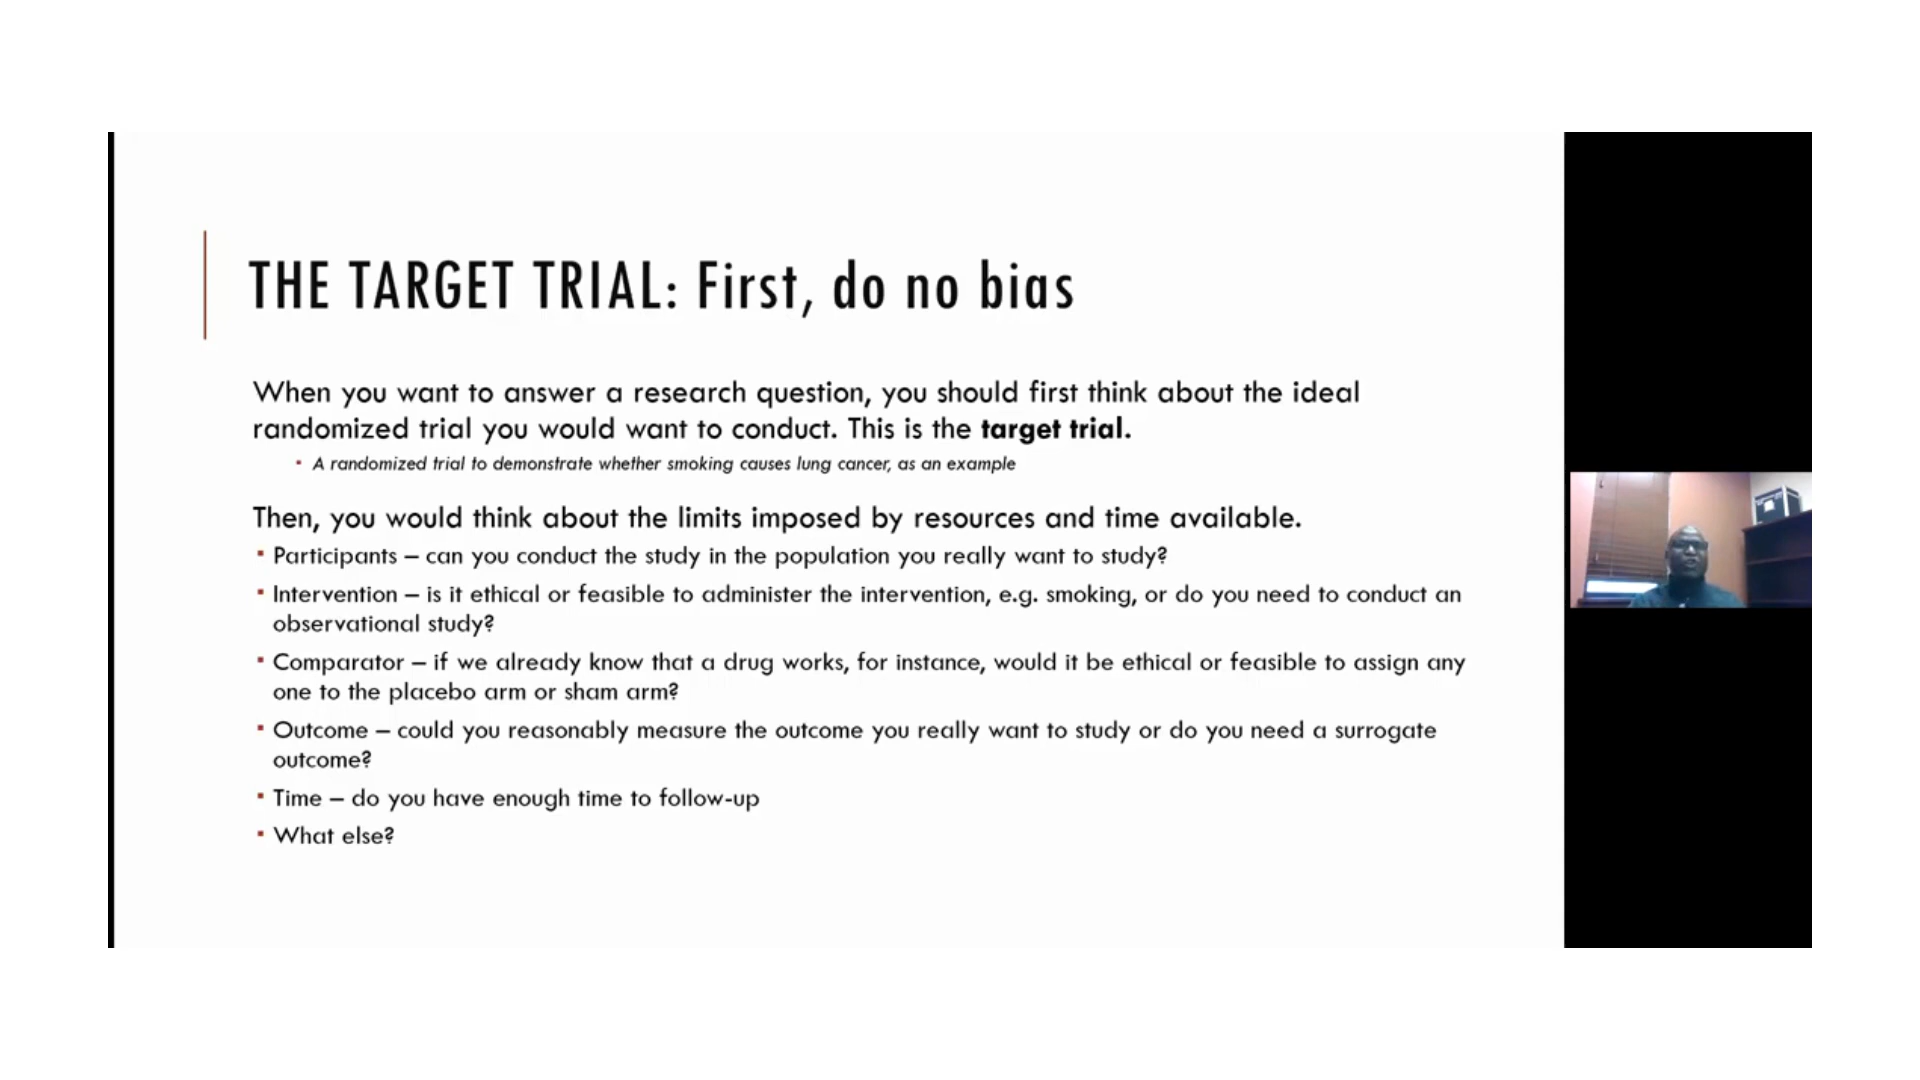 THE TARGET TRIAL: First, do no bias
When you want to answer a research question, you should first think about the ideal
randomized trial you would want to conduct. This is the target trial.
▪ A randomized trial to demonstrate whether smoking causes lung cancer, as an example
Then, you would think about the limits imposed by resources and time available.
▪ Participants – can you conduct the study in the population you really want to study?
▪ Intervention – is it ethical or feasible to administer the intervention, e.g. smoking, or do you need to conduct an
observational study?
▪ Comparator – if we already know that a drug works, for instance, would it be ethical or feasible to assign any
one to the placebo arm or sham arm?
▪ Outcome – could you reasonably measure the outcome you really want to study or do you need a surrogate
outcome?
▪ Time – do you have enough time to follow-up
▪ What else?